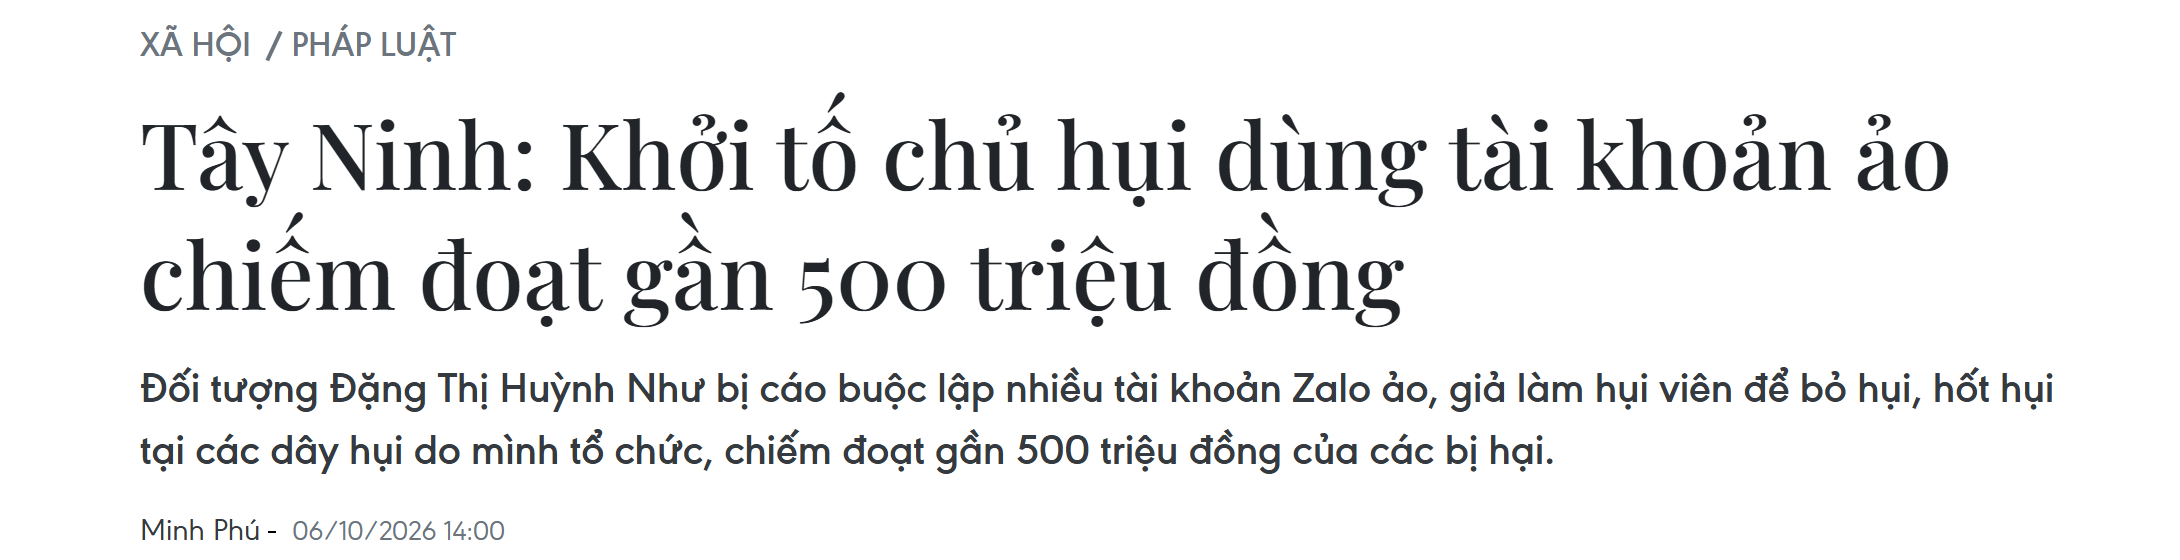 XÃ HỘI / PHÁP LUẬT
Tây Ninh: Khởi tố chủ hụi dùng tài khoản ảo
chiếm đoạt gần 500 triệu đồng
Đối tượng Đặng Thị Huỳnh Như bị cáo buộc lập nhiều tài khoản Zalo ảo, giả làm hụi viên để bỏ hụi, hốt hụi
tại các dây hụi do mình tổ chức, chiếm đoạt gần 500 triệu đồng của các bị hại.
Minh Phú - 06/10/2026 14:00